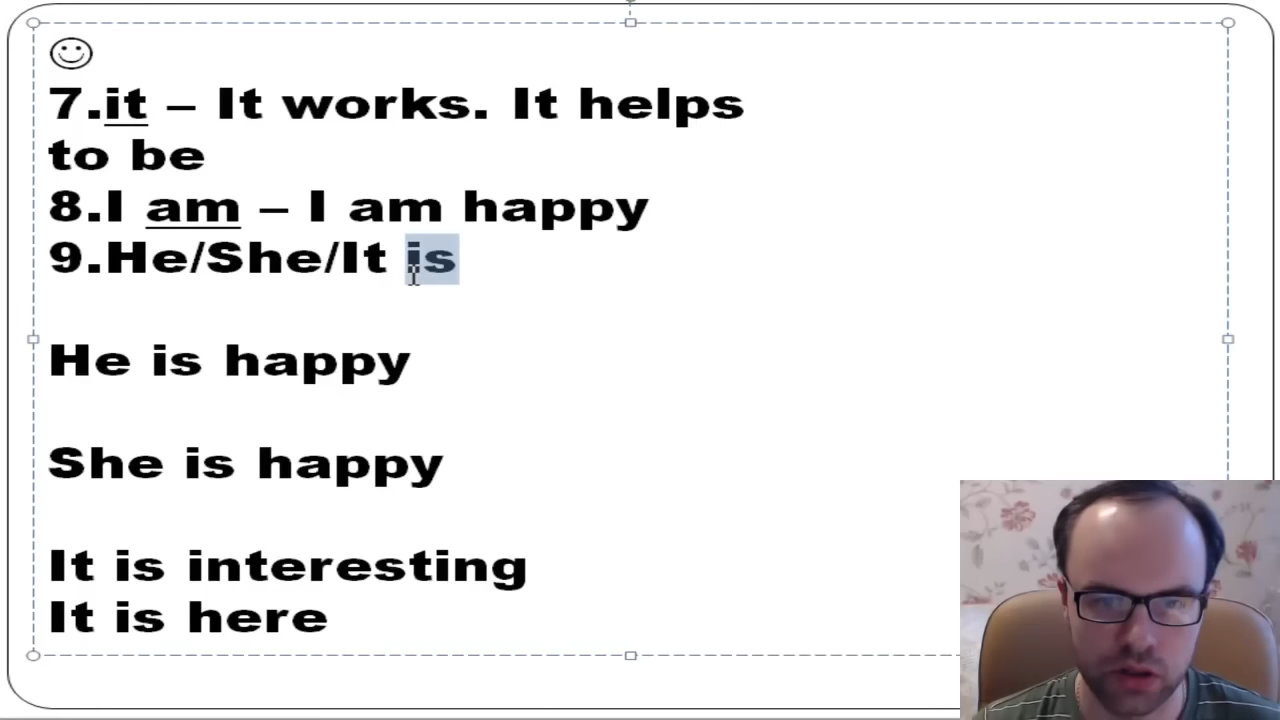 7.it – It works. It helps
to be
8.I am – I am happy
9.He/She/It is
He is happy
She is happy
It is interesting
It is here